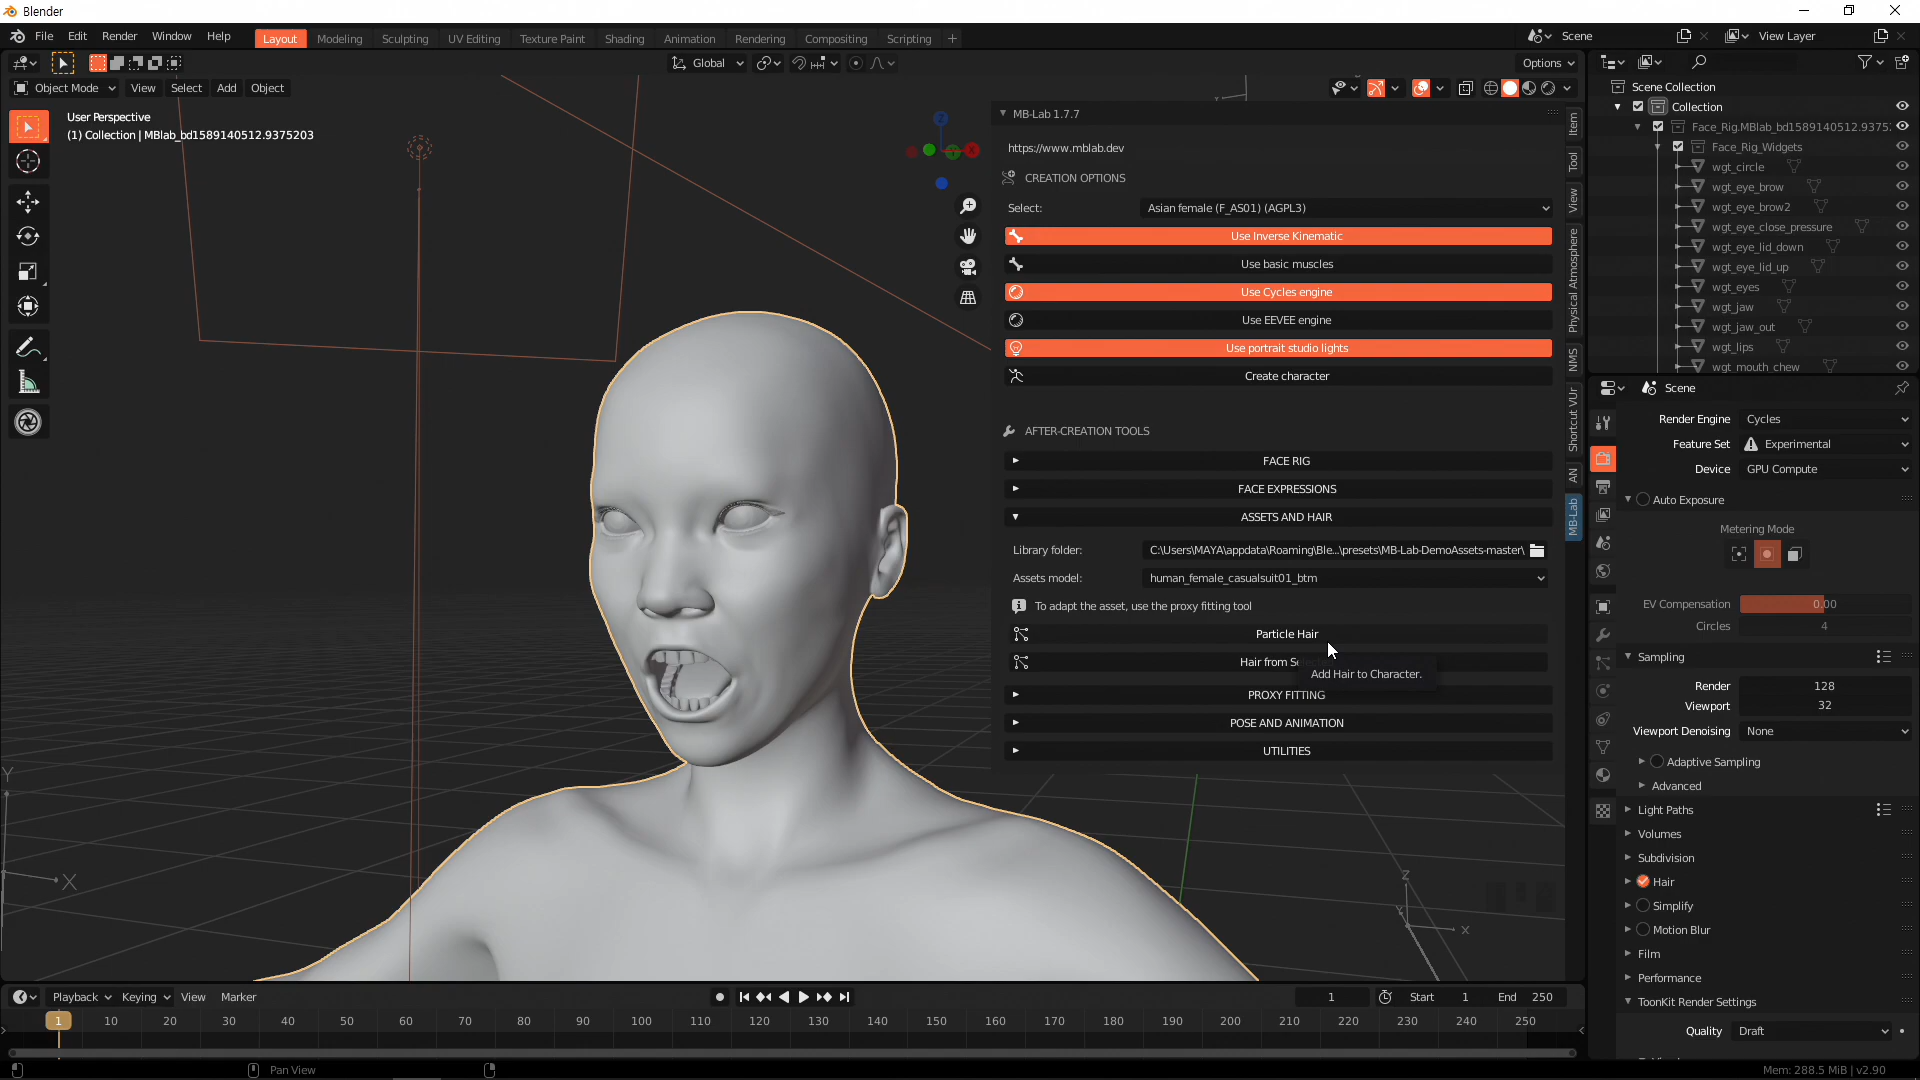 Blender
File Edit Render Window Help
Layout Modeling Sculpting UV Editing Texture Paint Shading Animation Rendering Compositing Scripting +
Scene
View Layer
Global
Options
Object Mode View Select Add Object
User Perspective
(1) Collection | MBlab_bd1589140512.9375203
Z
X
Y
MB-Lab 1.7.7
https://www.mblab.dev
CREATION OPTIONS
Select: Asian female (F_AS01) (AGPL3)
Use Inverse Kinematic
Use basic muscles
Use Cycles engine
Use EEVEE engine
Use portrait studio lights
Create character
AFTER-CREATION TOOLS
FACE RIG
FACE EXPRESSIONS
ASSETS AND HAIR
Library folder: C:\Users\MAYA\appdata\Roaming\Ble...\presets\MB-Lab-DemoAssets-master\
Assets model: human_female_casualsuit01_btm
To adapt the asset, use the proxy fitting tool
Particle Hair
Hair from Se
Add Hair to Character.
PROXY FITTING
POSE AND ANIMATION
UTILITIES
Item
Tool
View
Physical Atmosphere
NMS
Shortcut VUr
AN
MB-Lab
Y
X
Z
Y
X
Scene Collection
Collection
Face_Rig.MBlab_bd1589140512.9375
Face_Rig_Widgets
wgt_circle
wgt_eye_brow
wgt_eye_brow2
wgt_eye_close_pressure
wgt_eye_lid_down
wgt_eye_lid_up
wgt_eyes
wgt_jaw
wgt_jaw_out
wgt_lips
wgt_mouth_chew
Scene
Render Engine Cycles
Feature Set Experimental
Device GPU Compute
Auto Exposure
Metering Mode
EV Compensation 0.00
Circles 4
Sampling
Render 128
Viewport 32
Viewport Denoising None
Adaptive Sampling
Advanced
Light Paths
Volumes
Subdivision
Hair
Simplify
Motion Blur
Film
Performance
ToonKit Render Settings
Quality Draft
Playback Keying View Marker
1 Start 1 End 250
1 10 20 30 40 50 60 70 80 90 100 110 120 130 140 150 160 170 180 190 200 210 220 230 240 250
Pan View
Mem: 288.5 MiB | v2.90